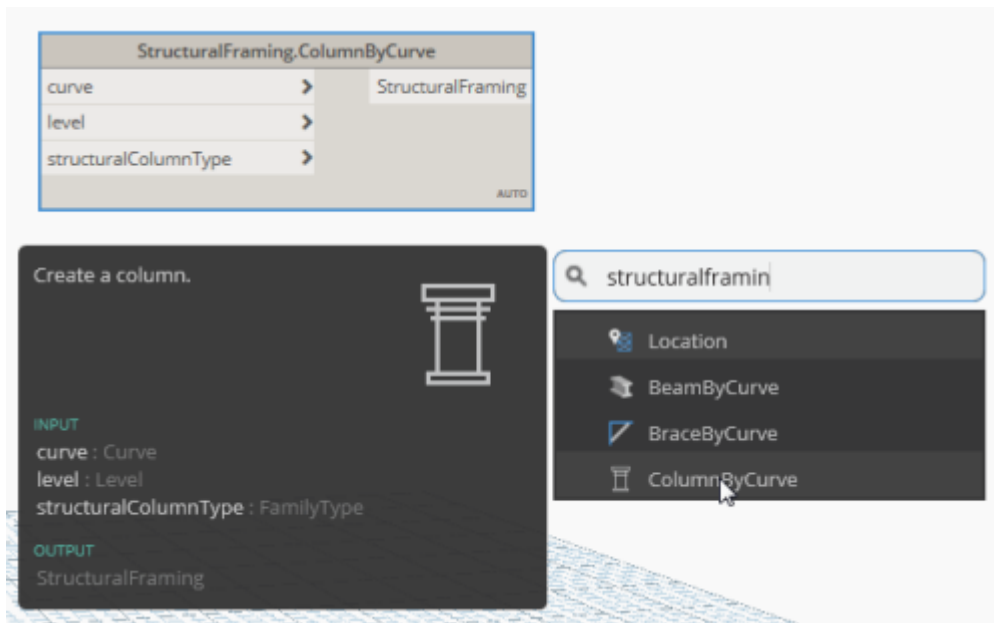 StructuralFraming.ColumnByCurve
curve > StructuralFraming
level >
structuralColumnType >
AUTO
Create a column.
INPUT
curve : Curve
level : Level
structuralColumnType : FamilyType
OUTPUT
StructuralFraming
structuralframin
Location
BeamByCurve
BraceByCurve
ColumnByCurve